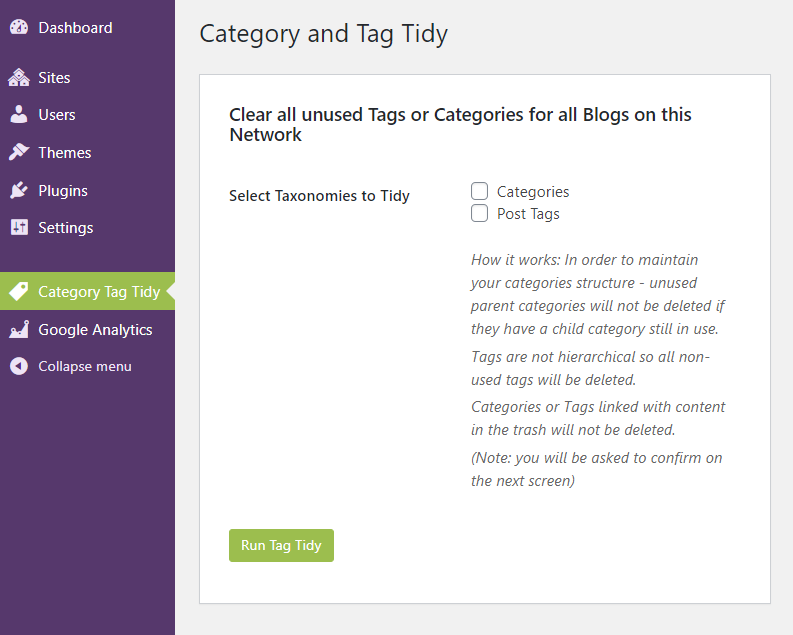 Dashboard
Sites
Users
Themes
Plugins
Settings
Category Tag Tidy
Google Analytics
Collapse menu
Category and Tag Tidy
Clear all unused Tags or Categories for all Blogs on this
Network
Select Taxonomies to Tidy
Categories
Post Tags
How it works: In order to maintain
your categories structure - unused
parent categories will not be deleted if
they have a child category still in use.
Tags are not hierarchical so all non-
used tags will be deleted.
Categories or Tags linked with content
in the trash will not be deleted.
(Note: you will be asked to confirm on
the next screen)
Run Tag Tidy